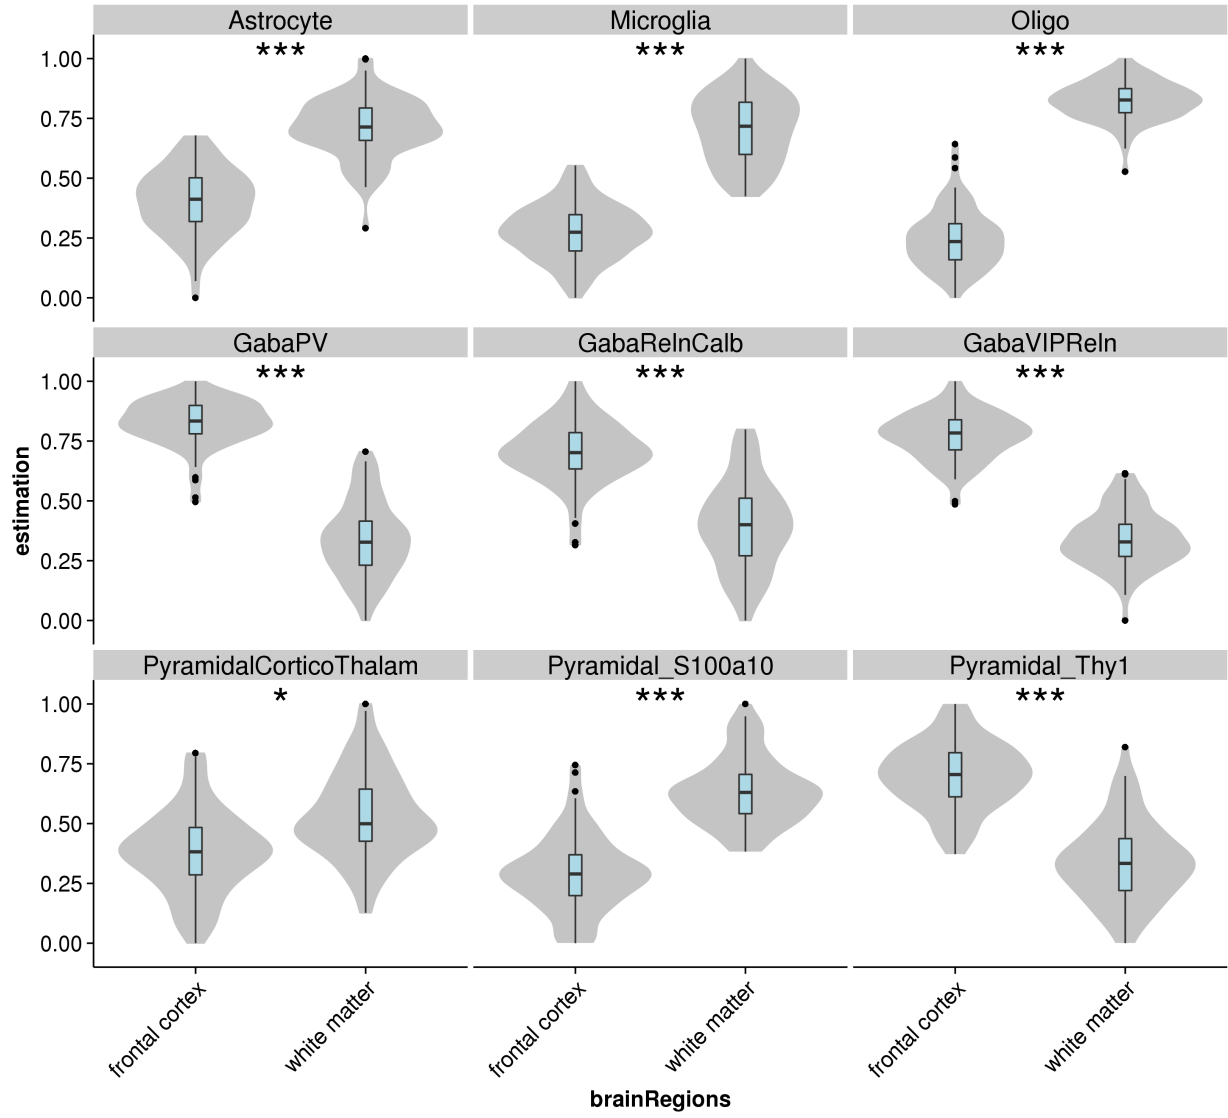 Astrocyte Microglia Oligo
*** *** ***
1.00
0.75
0.50
0.25
0.00
GabaPV GabaRelnCalb GabaVIPReln
*** *** ***
1.00
0.75
0.50
0.25
0.00
estimation
PyramidalCorticoThalam Pyramidal_S100a10 Pyramidal_Thy1
* *** ***
1.00
0.75
0.50
0.25
0.00
frontal cortex white matter frontal cortex white matter frontal cortex white matter
brainRegions